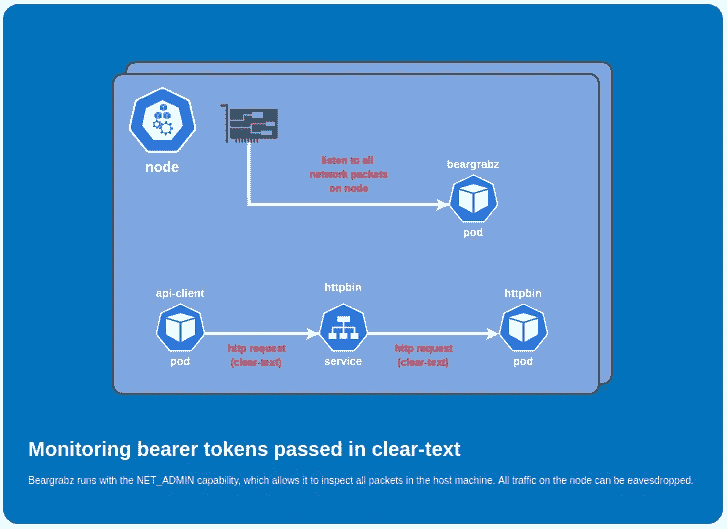 node
listen to all
network packets
on node
beargrabz
pod
api-client
httpbin
httpbin
http request
(clear-text)
http request
(clear-text)
pod
service
pod
Monitoring bearer tokens passed in clear-text
Beargrabz runs with the NET_ADMIN capability, which allows it to inspect all packets in the host machine. All traffic on the node can be eavesdropped.